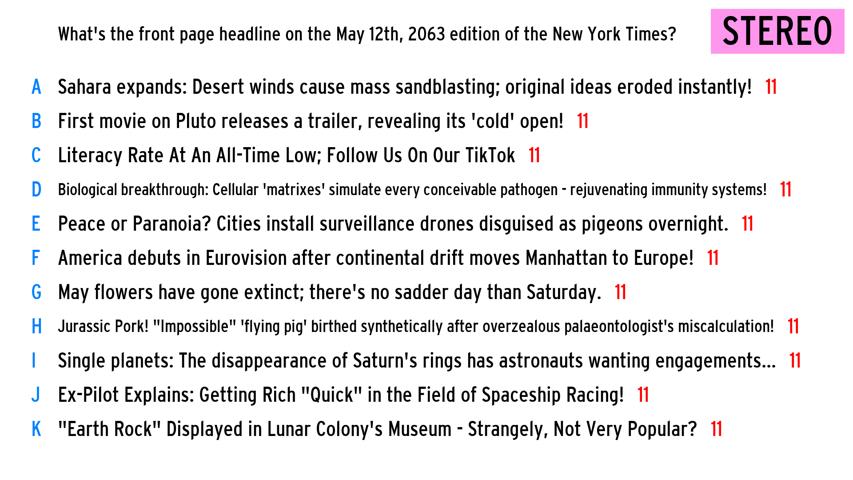 What's the front page headline on the May 12th, 2063 edition of the New York Times?
STEREO
A Sahara expands: Desert winds cause mass sandblasting; original ideas eroded instantly! 11
B First movie on Pluto releases a trailer, revealing its 'cold' open! 11
C Literacy Rate At An All-Time Low; Follow Us On Our TikTok 11
D Biological breakthrough: Cellular 'matrixes' simulate every conceivable pathogen - rejuvenating immunity systems! 11
E Peace or Paranoia? Cities install surveillance drones disguised as pigeons overnight. 11
F America debuts in Eurovision after continental drift moves Manhattan to Europe! 11
G May flowers have gone extinct; there's no sadder day than Saturday. 11
H Jurassic Pork! "Impossible" 'flying pig' birthed synthetically after overzealous palaeontologist's miscalculation! 11
I Single planets: The disappearance of Saturn's rings has astronauts wanting engagements... 11
J Ex-Pilot Explains: Getting Rich "Quick" in the Field of Spaceship Racing! 11
K "Earth Rock" Displayed in Lunar Colony's Museum - Strangely, Not Very Popular? 11